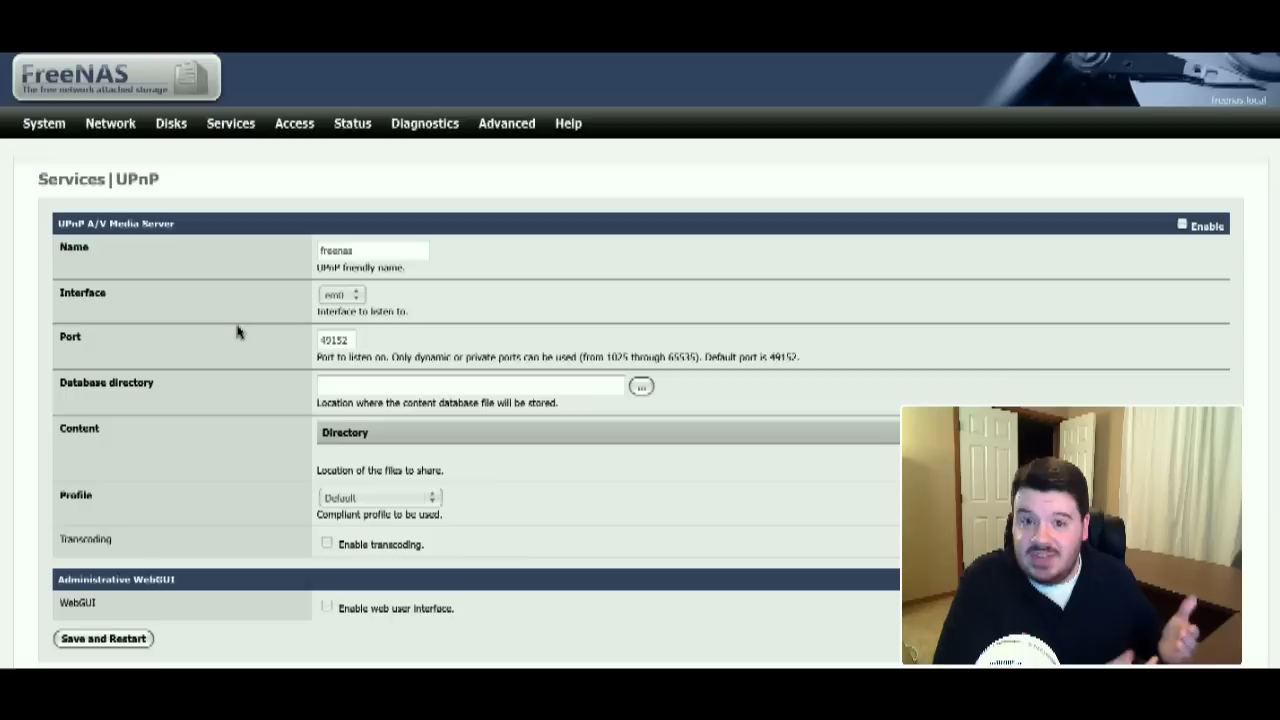 FreeNAS
The free network attached storage
freenas.local
System Network Disks Services Access Status Diagnostics Advanced Help
Services | UPnP
UPnP A/V Media Server
Enable
Name
freenas
UPnP friendly name.
Interface
em0
Interface to listen to.
Port
49152
Port to listen on. Only dynamic or private ports can be used (from 1025 through 65535). Default port is 49152.
Database directory
...
Location where the content database file will be stored.
Content
Directory
Location of the files to share.
Profile
Default
Compliant profile to be used.
Transcoding
Enable transcoding.
Administrative WebGUI
WebGUI
Enable web user interface.
Save and Restart